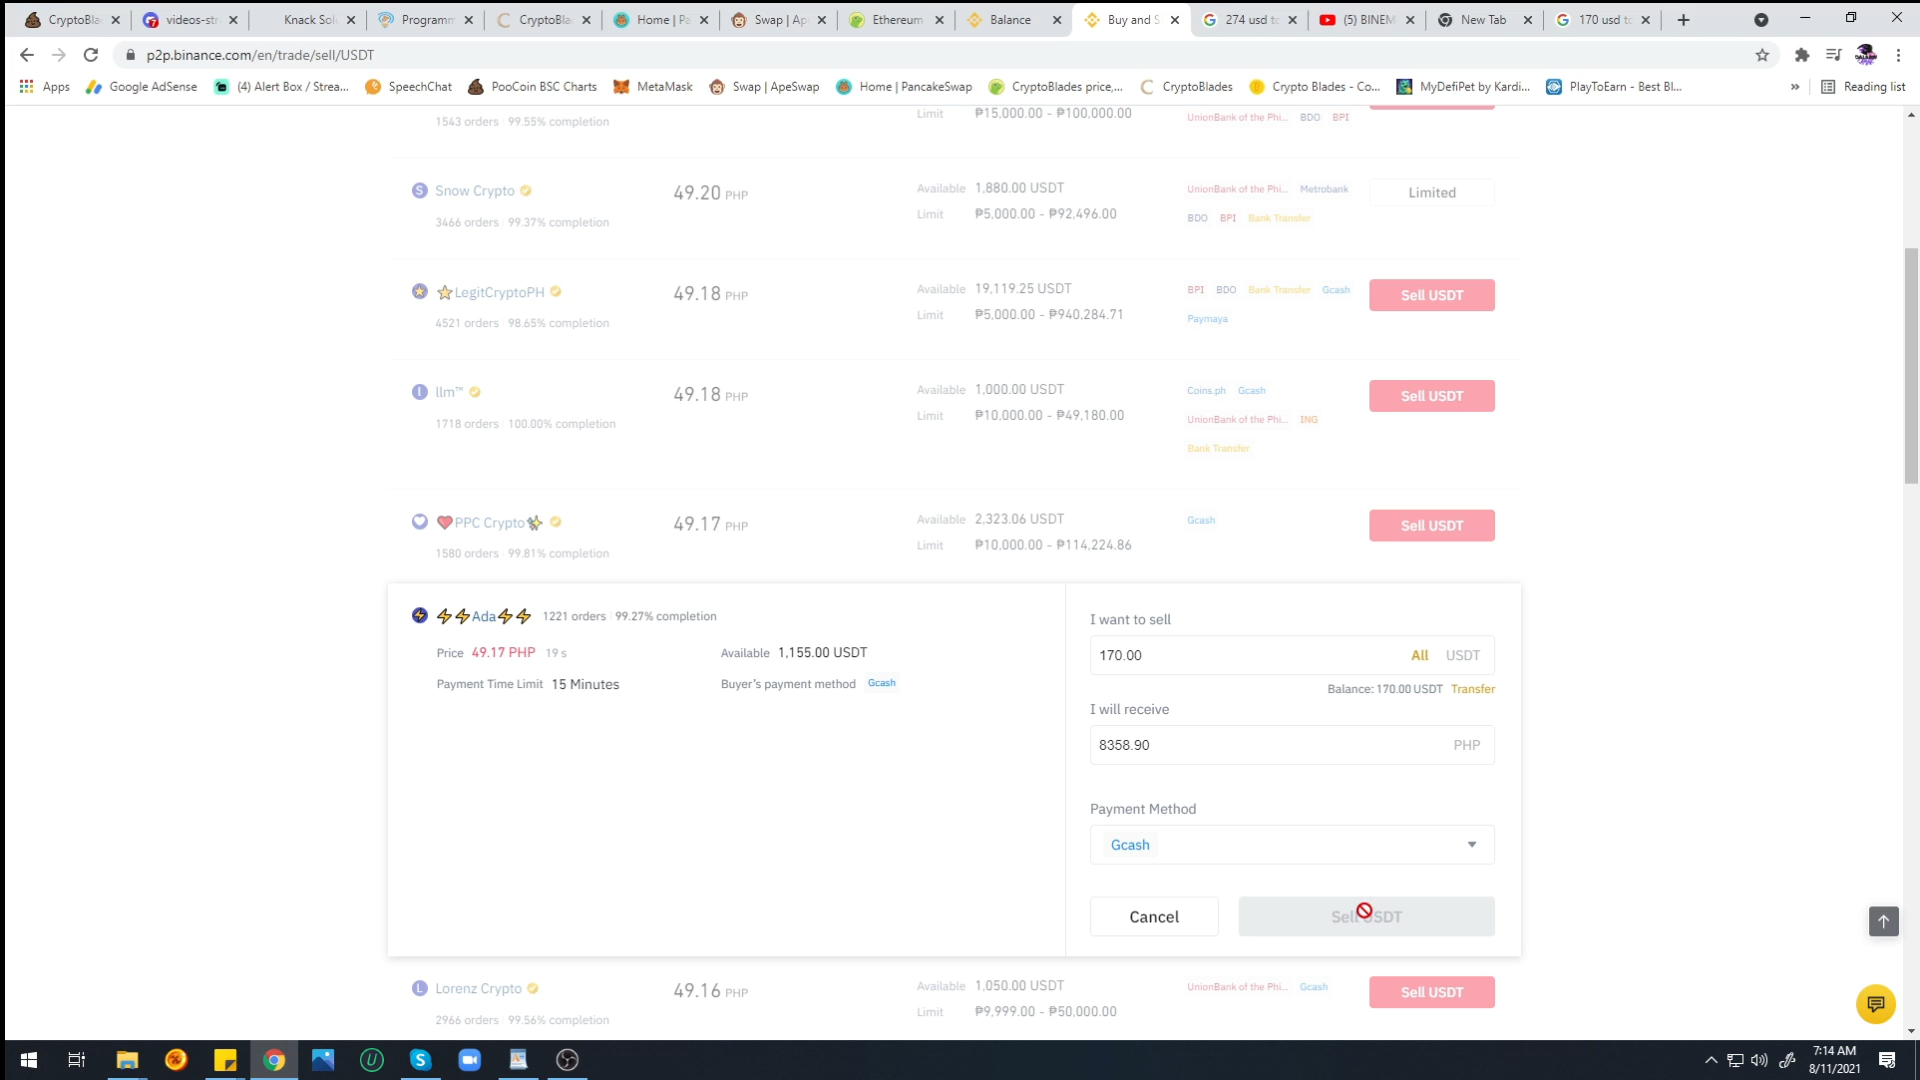 CryptoBla
videos-str
Knack Sol
Programm
CryptoBla
Home | Pa
Swap | Ap
Ethereum
Balance
Buy and S
274 usd to
(5) BINEM
New Tab
170 usd to
p2p.binance.com/en/trade/sell/USDT
Apps
Google AdSense
(4) Alert Box / Strea...
SpeechChat
PooCoin BSC Charts
MetaMask
Swap | ApeSwap
Home | PancakeSwap
CryptoBlades price,...
CryptoBlades
Crypto Blades - Co...
MyDefiPet by Kardi...
PlayToEarn - Best Bl...
»
Reading list
1543 orders | 99.55% completion
Limit ₱15,000.00 - ₱100,000.00
UnionBank of the Phi... BDO BPI
S Snow Crypto
3466 orders | 99.37% completion
49.20 PHP
Available 1,880.00 USDT
Limit ₱5,000.00 - ₱92,496.00
UnionBank of the Phi... Metrobank
BDO BPI Bank Transfer
Limited
⭐LegitCryptoPH
4521 orders | 98.65% completion
49.18 PHP
Available 19,119.25 USDT
Limit ₱5,000.00 - ₱940,284.71
BPI BDO Bank Transfer Gcash
Paymaya
Sell USDT
l llm™
1718 orders | 100.00% completion
49.18 PHP
Available 1,000.00 USDT
Limit ₱10,000.00 - ₱49,180.00
Coins.ph Gcash
UnionBank of the Phi... ING
Bank Transfer
Sell USDT
❤️PPC Crypto✨
1580 orders | 99.81% completion
49.17 PHP
Available 2,323.06 USDT
Limit ₱10,000.00 - ₱114,224.86
Gcash
Sell USDT
⚡⚡Ada⚡⚡ 1221 orders | 99.27% completion
Price 49.17 PHP 19 s
Available 1,155.00 USDT
Payment Time Limit 15 Minutes
Buyer's payment method Gcash
I want to sell
170.00 All USDT
Balance: 170.00 USDT Transfer
I will receive
8358.90 PHP
Payment Method
Gcash
Cancel
Sell USDT
L Lorenz Crypto
2966 orders | 99.56% completion
49.16 PHP
Available 1,050.00 USDT
Limit ₱9,999.00 - ₱50,000.00
UnionBank of the Phi... Gcash
Sell USDT
7:14 AM
8/11/2021